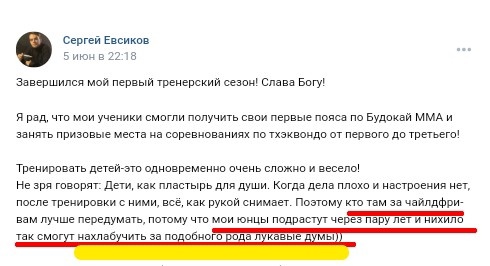 Сергей Евсиков
5 июн в 22:18
Завершился мой первый тренерский сезон! Слава Богу!
Я рад, что мои ученики смогли получить свои первые пояса по Будокай ММА и
занять призовые места на соревнованиях по тхэквондо от первого до третьего!
Тренировать детей-это одновременно очень сложно и весело!
Не зря говорят: Дети, как пластырь для души. Когда дела плохо и настроения нет,
после тренировки с ними, всё, как рукой снимает. Поэтому кто там за чайлдфри-
вам лучше передумать, потому что мои юнцы подрастут через пару лет и нихило
так смогут нахлабучить за подобного рода лукавые думы))